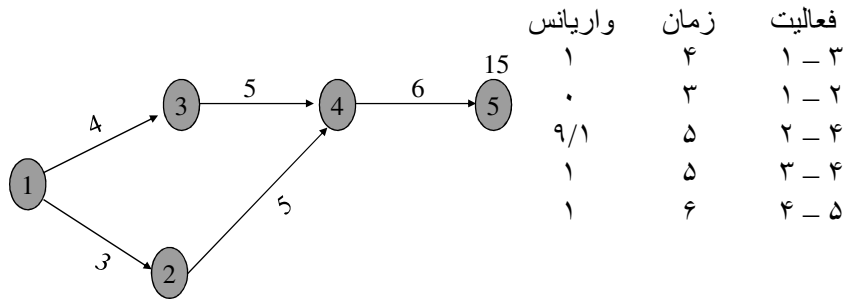 فعالیت زمان واریانس
۱ – ۳ ۴ ۱
۱ – ۲ ۳ ۰
۲ – ۴ ۵ ۹/۱
۳ – ۴ ۵ ۱
۴ – ۵ ۶ ۱
15
3 5 4 6 5
4
1
5
3
2